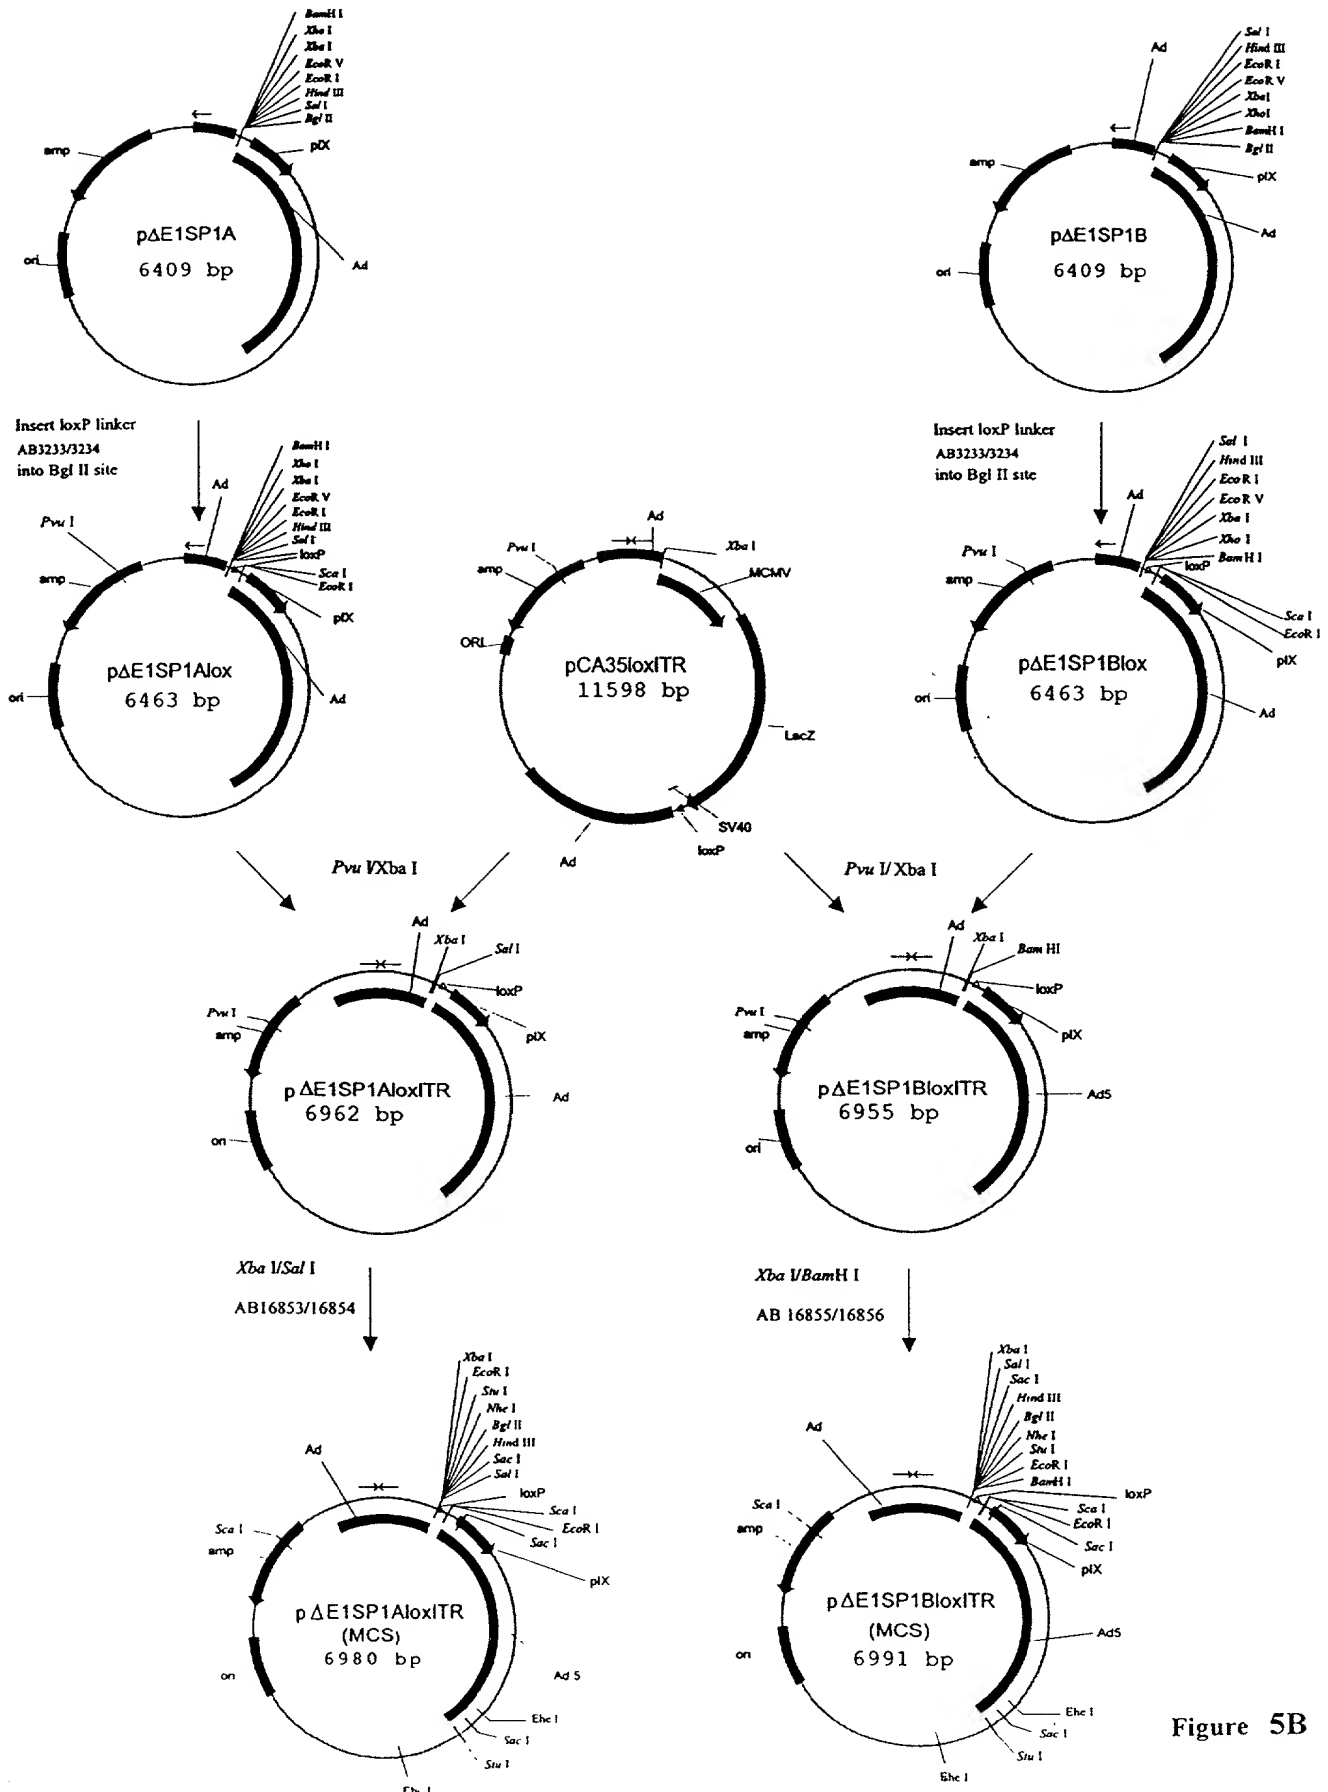 BamH I
Xho I
Xba I
EcoR V
EcoR I
Hind III
Sal I
Bgl II
amp
pIX
ori
Ad
pΔE1SP1A
6409 bp
Ad
Sal I
Hind III
EcoR I
EcoR V
Xba I
Xho I
BamH I
Bgl II
amp
pIX
ori
Ad
pΔE1SP1B
6409 bp
Insert loxP linker
AB3233/3234
into Bgl II site
Insert loxP linker
AB3233/3234
into Bgl II site
BamH I
Xho I
Xba I
EcoR V
EcoR I
Hind III
Sal I
loxP
Sca I
EcoR I
pIX
Ad
Pvu I
amp
ori
Ad
pΔE1SP1Alox
6463 bp
Ad
Xba I
MCMV
Pvu I
amp
ORI
pCA35loxITR
11598 bp
LacZ
SV40
loxP
Ad
Sal I
Hind III
EcoR I
EcoR V
Xba I
Xho I
BamH I
loxP
Sca I
EcoR I
pIX
Ad
Pvu I
amp
ori
Ad
pΔE1SP1Blox
6463 bp
Pvu I/Xba I
Pvu I/Xba I
Ad
Xba I
Sal I
loxP
pIX
Pvu I
amp
ori
Ad
pΔE1SP1AloxITR
6962 bp
Ad
Xba I
Bam HI
loxP
pIX
Pvu I
amp
ori
Ad5
pΔE1SP1BloxITR
6955 bp
Xba I/Sal I
AB16853/16854
Xba I/BamH I
AB 16855/16856
Xba I
EcoR I
Stu I
Nhe I
Bgl II
Hind III
Sac I
Sal I
loxP
Sca I
EcoR I
Sac I
pIX
Ad
Sca I
amp
ori
pΔE1SP1AloxITR
(MCS)
6980 bp
Ad 5
Ehe I
Sac I
Stu I
Ehe I
Xba I
Sal I
Sac I
Hind III
Bgl II
Nhe I
Stu I
EcoR I
BamH I
loxP
Sca I
EcoR I
Sac I
pIX
Ad
Sca I
amp
ori
pΔE1SP1BloxITR
(MCS)
6991 bp
Ad5
Ehe I
Sac I
Stu I
Ehe I
Figure 5B